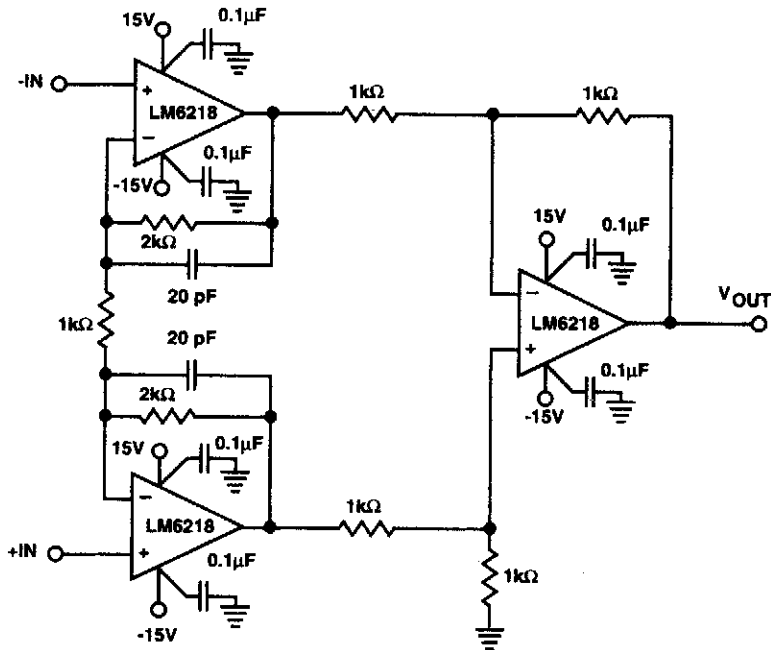 0.1µF
15V
-IN
+
LM6218
−
1kΩ
1kΩ
0.1µF
-15V
2kΩ
20 pF
1kΩ
20 pF
2kΩ
15V
0.1µF
−
LM6218
+
VOUT
0.1µF
-15V
15V
0.1µF
−
LM6218
+
+IN
0.1µF
-15V
1kΩ
1kΩ